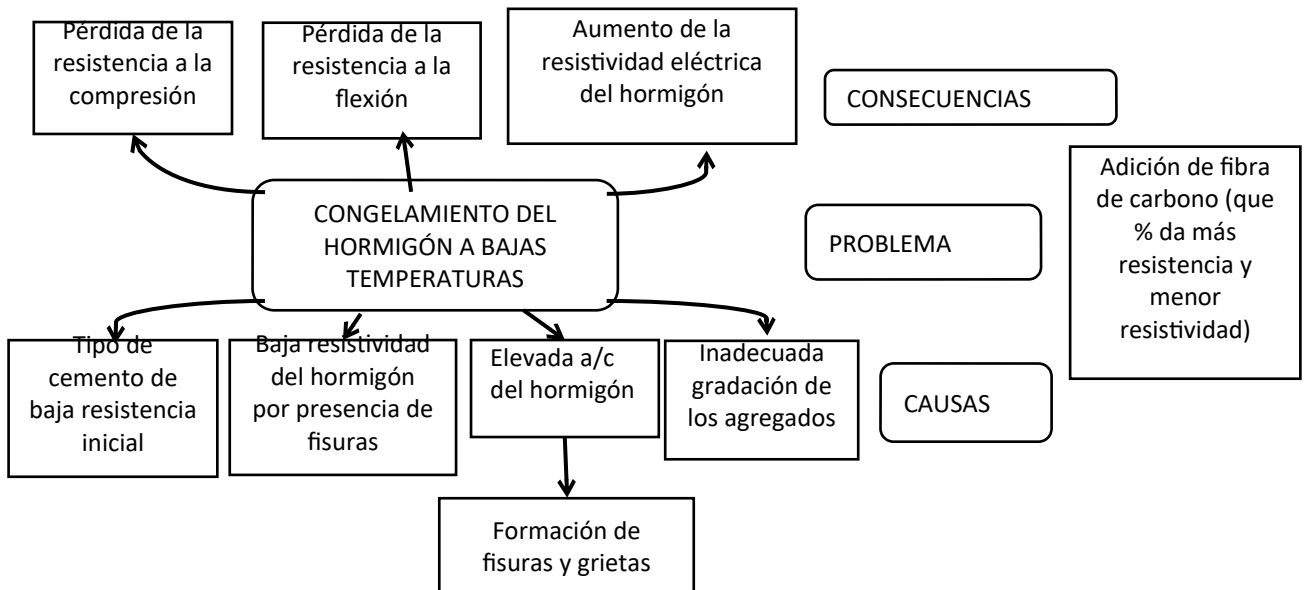 Pérdida de la
resistencia a la
compresión
Pérdida de la
resistencia a la
flexión
Aumento de la
resistividad eléctrica
del hormigón
CONSECUENCIAS
Adición de fibra
de carbono (que
% da más
resistencia y
menor
resistividad)
CONGELAMIENTO DEL
HORMIGÓN A BAJAS
TEMPERATURAS
PROBLEMA
Tipo de
cemento de
baja resistencia
inicial
Baja resistividad
del hormigón
por presencia de
fisuras
Elevada a/c
del hormigón
Inadecuada
gradación de
los agregados
CAUSAS
Formación de
fisuras y grietas